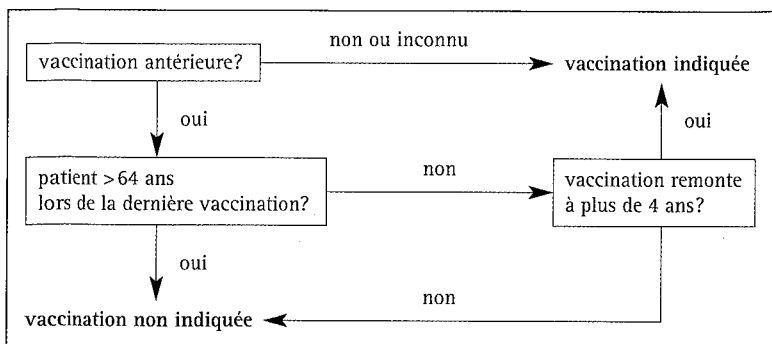 non ou inconnu
vaccination antérieure?
vaccination indiquée
oui
oui
patient > 64 ans
lors de la dernière vaccination?
non
vaccination remonte
à plus de 4 ans?
oui
non
vaccination non indiquée